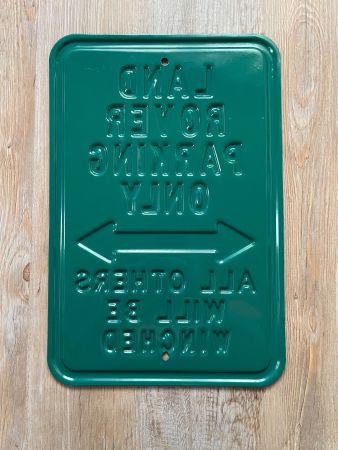 LAND
ROVER
PARKING
ONLY
ALL OTHERS
WILL BE
WINCHED